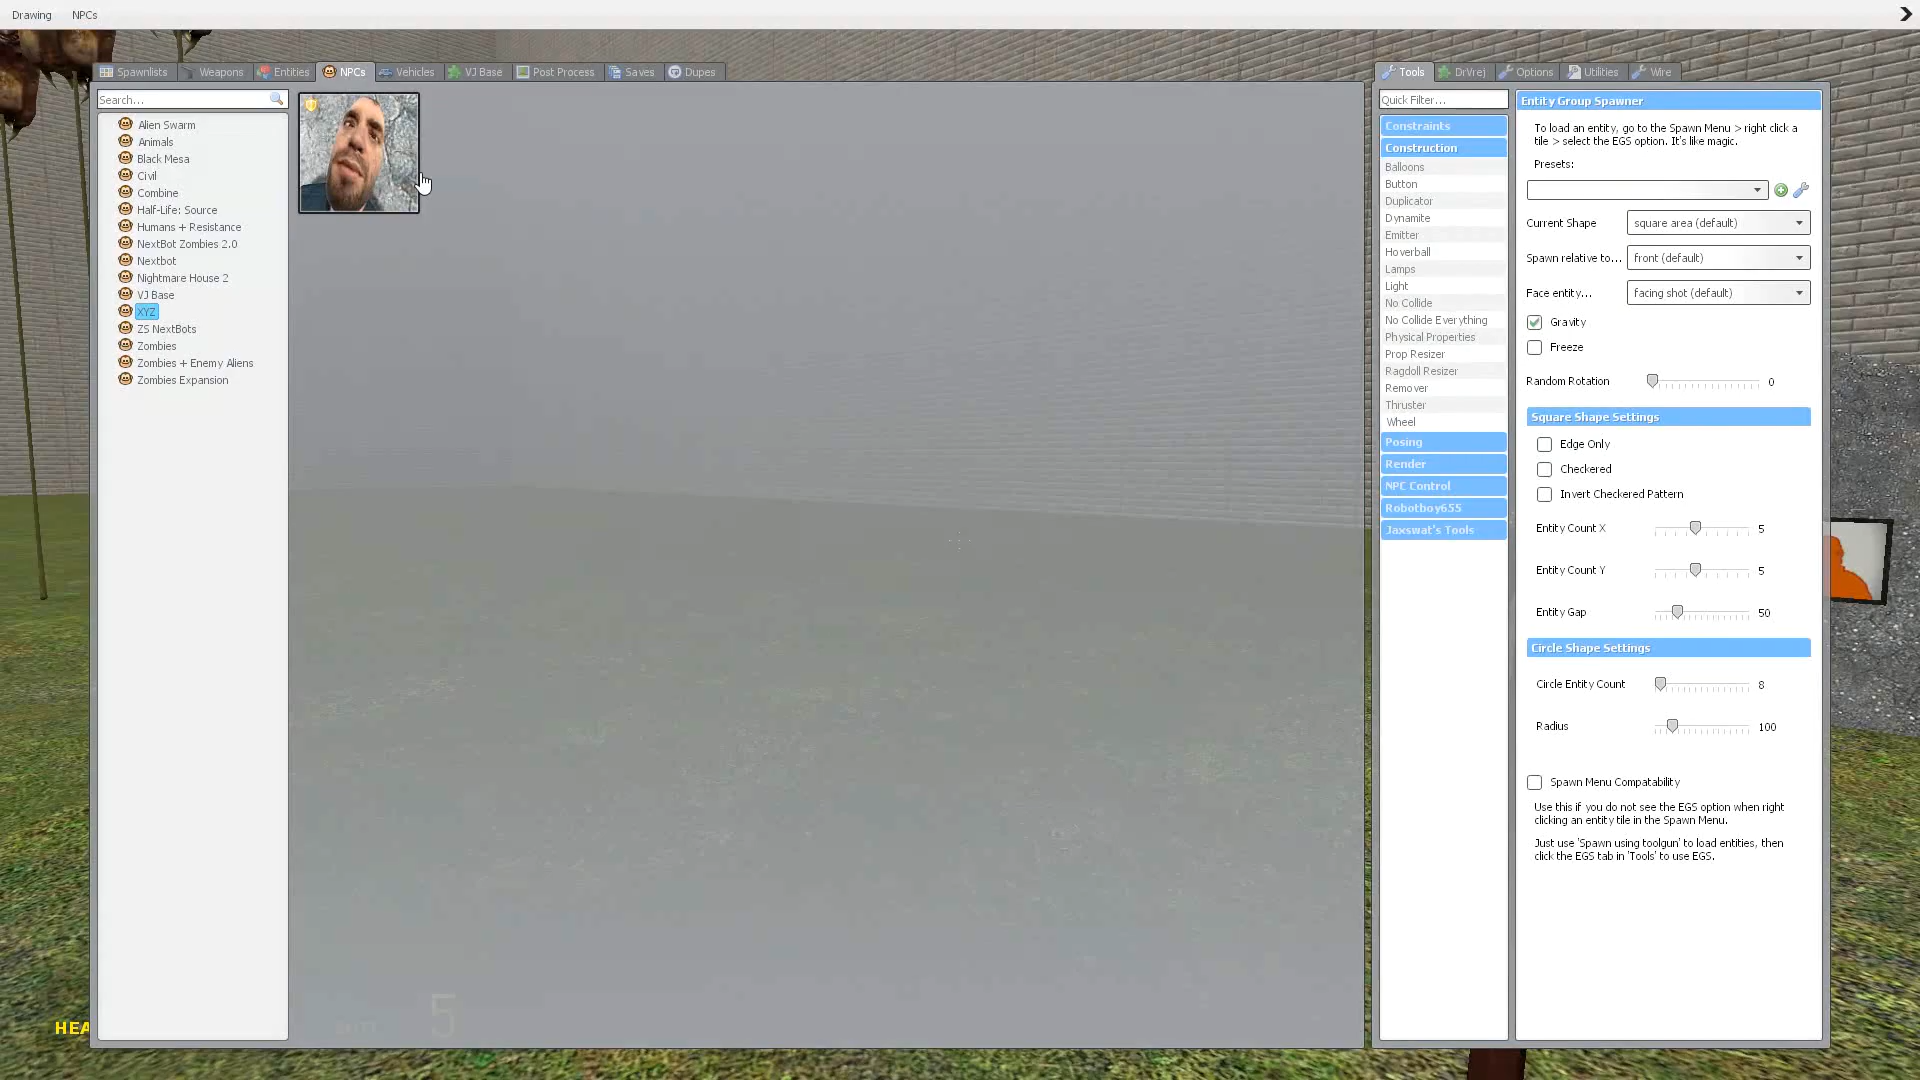 Drawing NPCs
Spawnlists Weapons Entities NPCs Vehicles VJ Base Post Process Saves Dupes
Search...
Alien Swarm
Animals
Black Mesa
Civil
Combine
Half-Life: Source
Humans + Resistance
NextBot Zombies 2.0
Nextbot
Nightmare House 2
VJ Base
XYZ
ZS NextBots
Zombies
Zombies + Enemy Aliens
Zombies Expansion
HEA
5
Tools DrVrej Options Utilities Wire
Quick Filter...
Constraints
Construction
Balloons
Button
Duplicator
Dynamite
Emitter
Hoverball
Lamps
Light
No Collide
No Collide Everything
Physical Properties
Prop Resizer
Ragdoll Resizer
Remover
Thruster
Wheel
Posing
Render
NPC Control
Robotboy655
Jaxswat's Tools
Entity Group Spawner
To load an entity, go to the Spawn Menu > right click a
tile > select the EGS option. It's like magic.
Presets:
Current Shape square area (default)
Spawn relative to... front (default)
Face entity... facing shot (default)
Gravity
Freeze
Random Rotation 0
Square Shape Settings
Edge Only
Checkered
Invert Checkered Pattern
Entity Count X 5
Entity Count Y 5
Entity Gap 50
Circle Shape Settings
Circle Entity Count 8
Radius 100
Spawn Menu Compatability
Use this if you do not see the EGS option when right
clicking an entity tile in the Spawn Menu.
Just use 'Spawn using toolgun' to load entities, then
click the EGS tab in 'Tools' to use EGS.